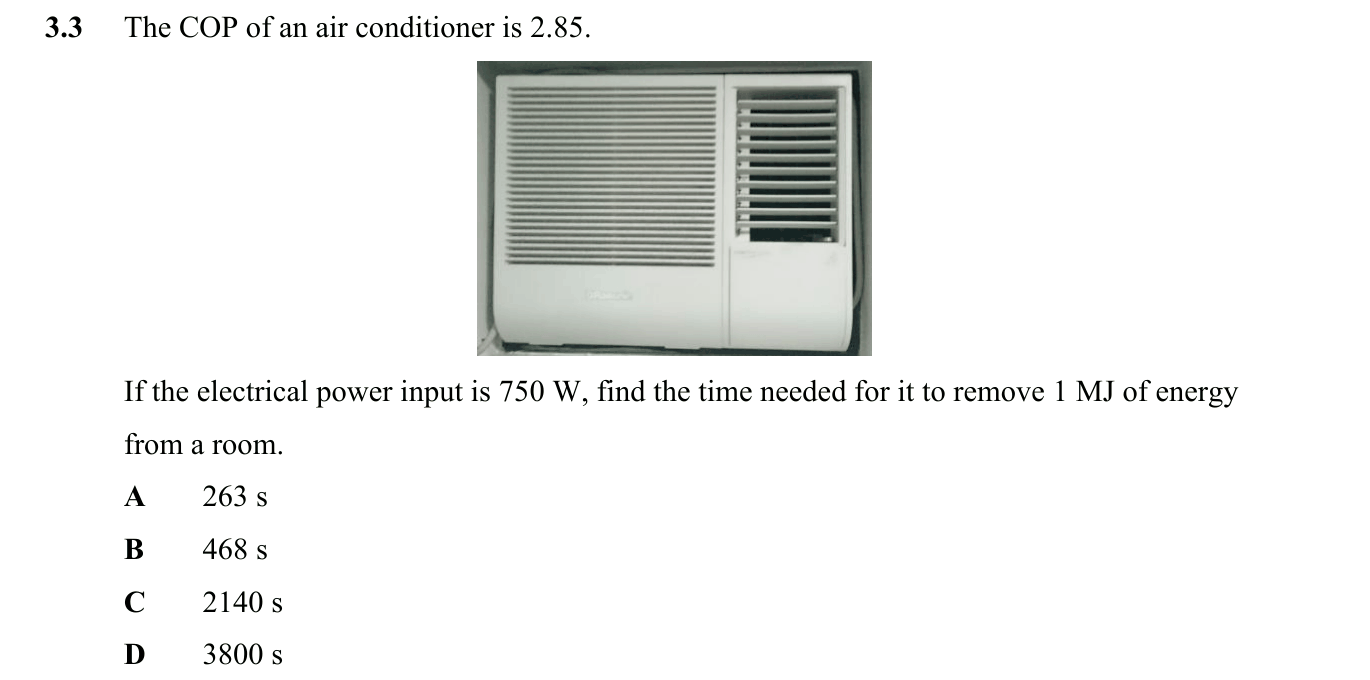 3.3 The COP of an air conditioner is 2.85.
If the electrical power input is 750 W, find the time needed for it to remove 1 MJ of energy
from a room.
A 263 s
B 468 s
C 2140 s
D 3800 s